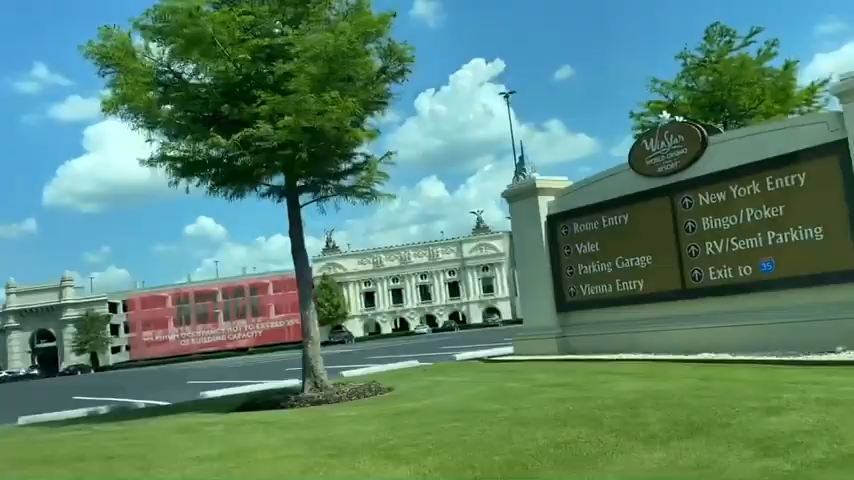 WinStar
WORLD CASINO
RESORT
Rome Entry
Valet
Parking Garage
Vienna Entry
New York Entry
Bingo/Poker
RV/Semi Parking
Exit to 35
OF BUILDING CAPACITY